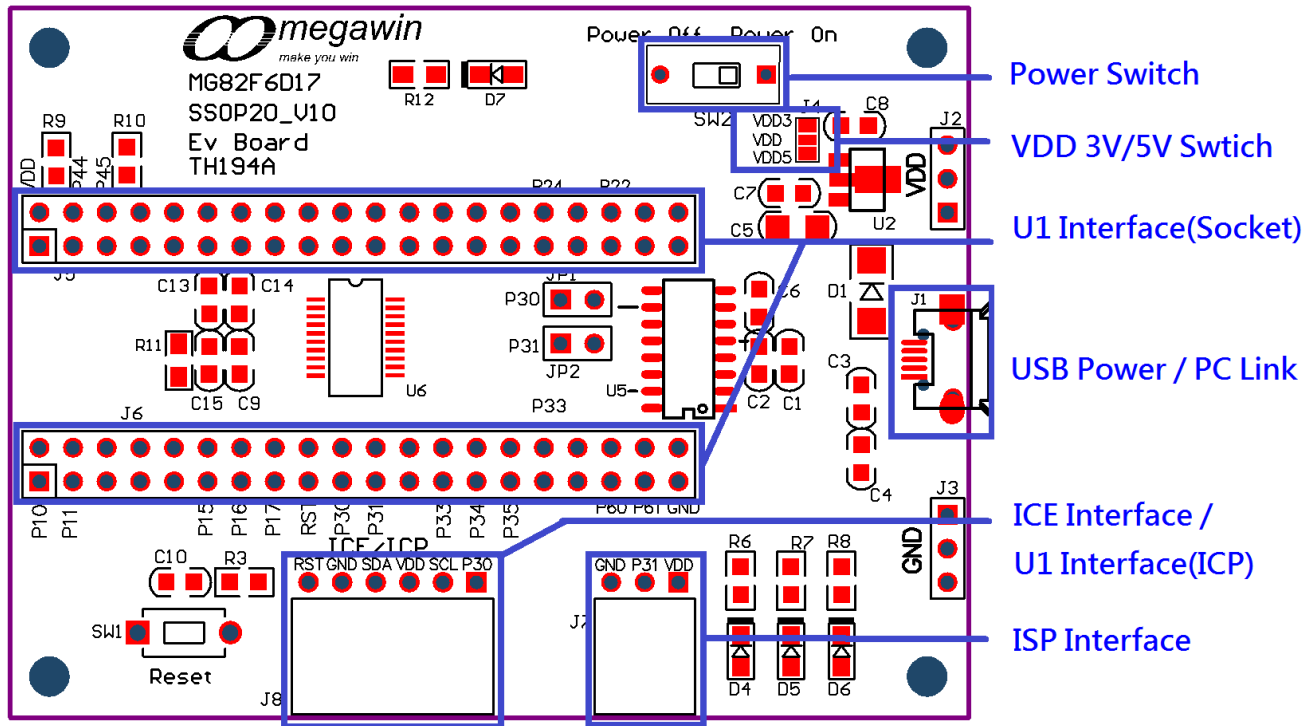 megawin
make you win
MG82F6D17
SSOP20_V10
Ev Board
TH194A
R12
D7
Power Off Power On
SW2
J4
VDD3
VDD
VDD5
C8
J2
VDD
U2
C7
C5
R9
R10
VDD
P44
P45
P24
P22
J5
C13
C14
R11
C15
C9
U6
JP1
P30
P31
JP2
U5
C6
C2
C1
D1
J1
C3
C4
P33
J6
P10
P11
P15
P16
P17
RST
P30
P31
P33
P34
P35
P60
P61
GND
ICE/ICP
RST GND SDA VDD SCL P30
J8
GND P31 VDD
J7
C10
R3
SW1
Reset
R6
R7
R8
D4
D5
D6
J3
GND
Power Switch
VDD 3V/5V Swtich
U1 Interface(Socket)
USB Power / PC Link
ICE Interface /
U1 Interface(ICP)
ISP Interface